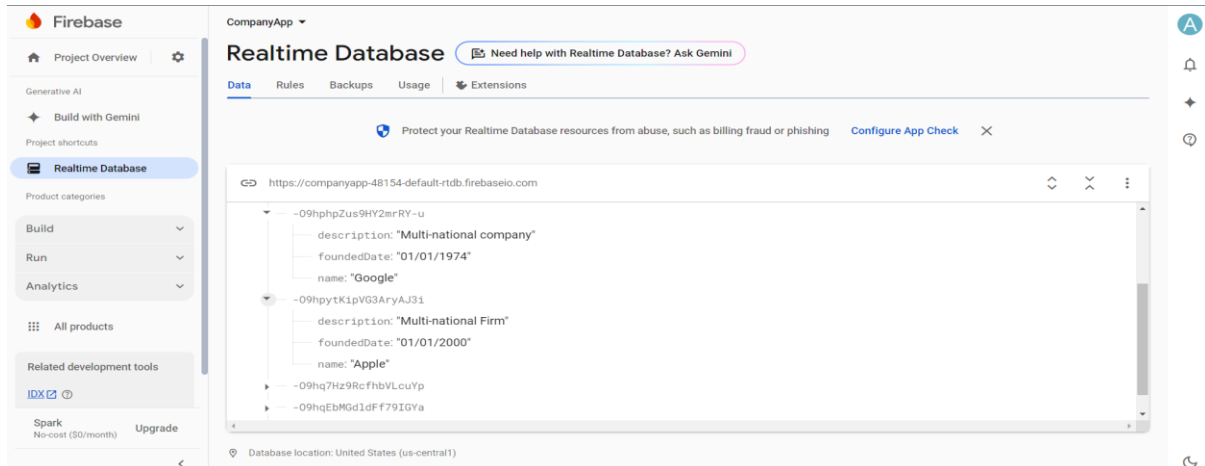 Firebase
Project Overview
Generative AI
Build with Gemini
Project shortcuts
Realtime Database
Product categories
Build
Run
Analytics
All products
Related development tools
IDX
Spark
No-cost ($0/month)
Upgrade
CompanyApp
Realtime Database
Need help with Realtime Database? Ask Gemini
Data Rules Backups Usage Extensions
Protect your Realtime Database resources from abuse, such as billing fraud or phishing Configure App Check
https://companyapp-48154-default-rtdb.firebaseio.com
-O9hphpZus9HY2mrRY-u
description: "Multi-national company"
foundedDate: "01/01/1974"
name: "Google"
-O9hpytKipVG3AryAJ3i
description: "Multi-national Firm"
foundedDate: "01/01/2000"
name: "Apple"
-O9hq7Hz9RcfhbVLcuYp
-O9hqEbMGdldFf79IGYa
Database location: United States (us-central1)
A